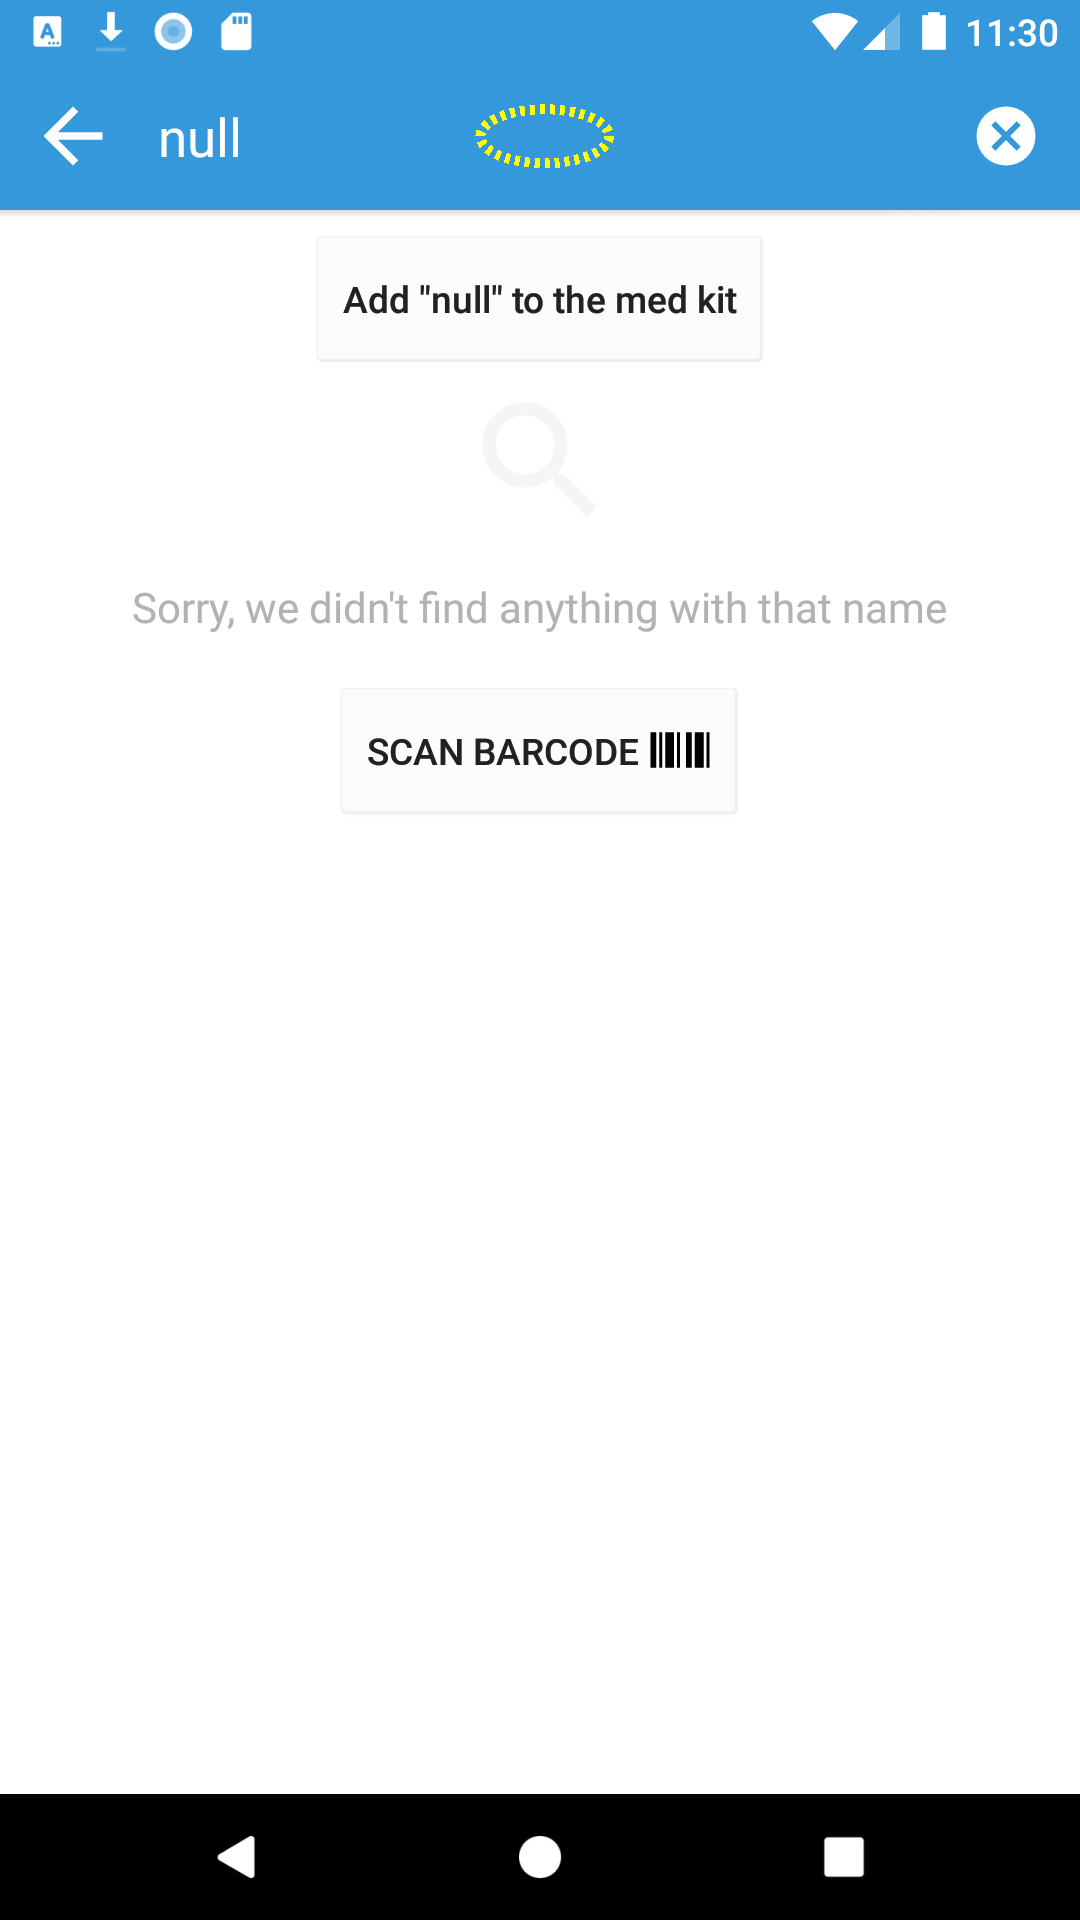 11:30
null
Add "null" to the med kit
Sorry, we didn't find anything with that name
SCAN BARCODE